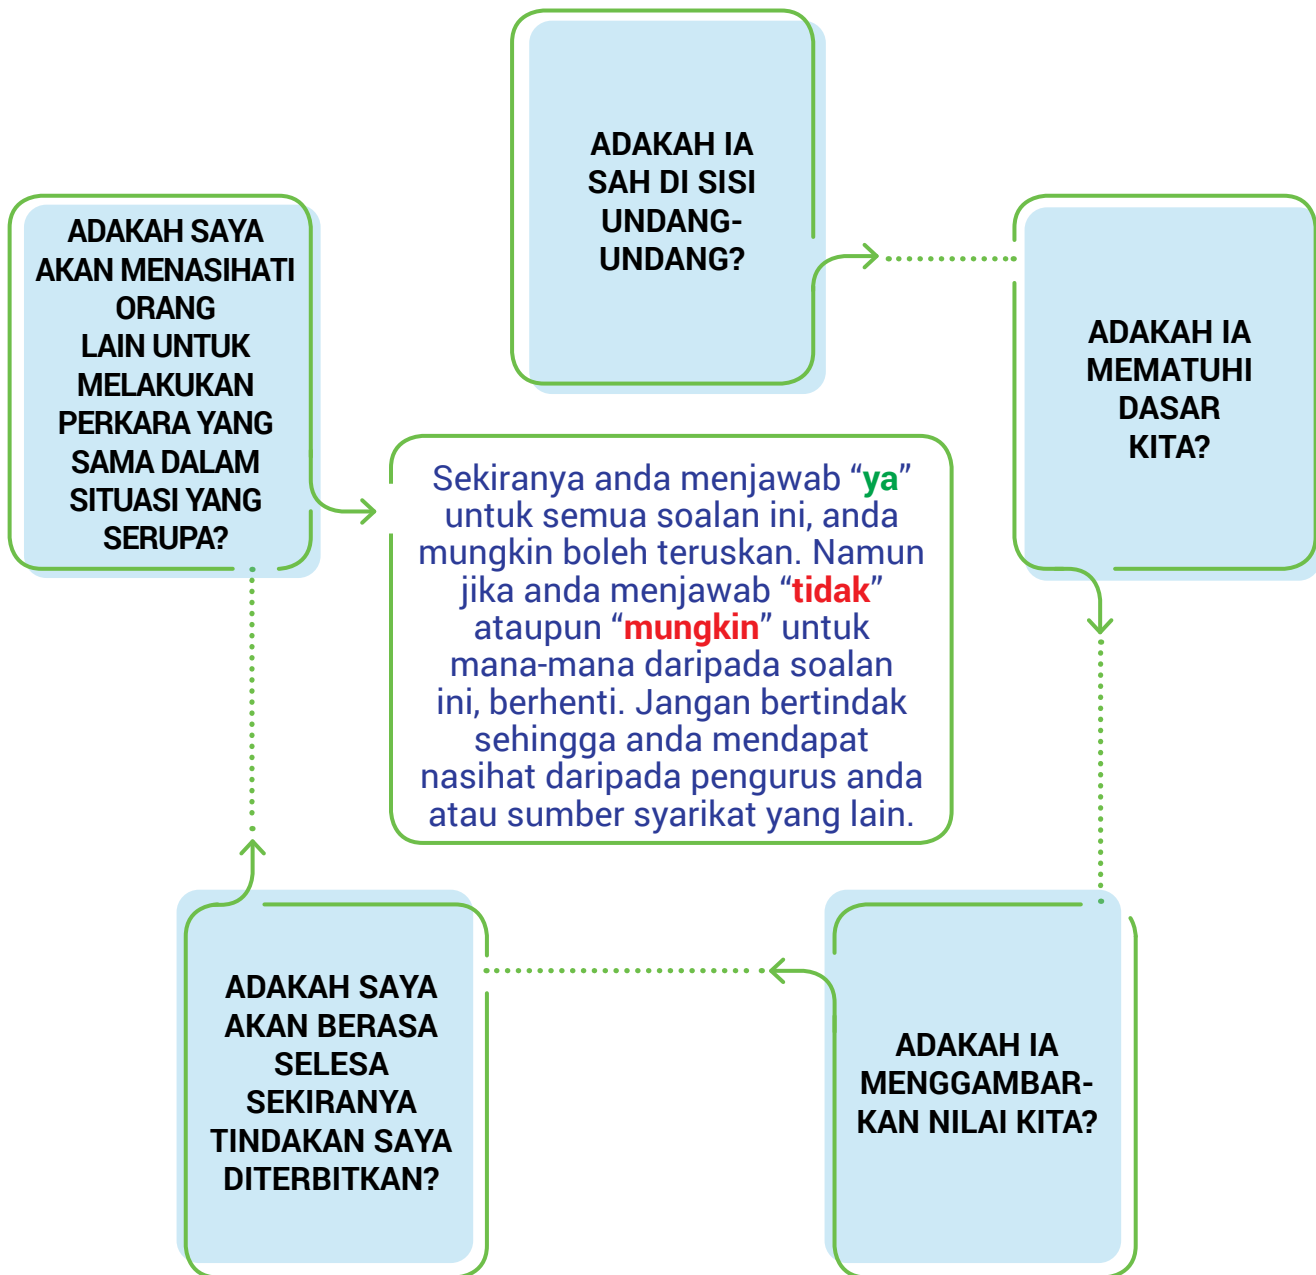 ADAKAH IA
SAH DI SISI
UNDANG-
UNDANG?
ADAKAH IA
MEMATUHI
DASAR
KITA?
ADAKAH IA
MENGGAMBAR-
KAN NILAI KITA?
ADAKAH SAYA
AKAN BERASA
SELESA
SEKIRANYA
TINDAKAN SAYA
DITERBITKAN?
ADAKAH SAYA
AKAN MENASIHATI
ORANG
LAIN UNTUK
MELAKUKAN
PERKARA YANG
SAMA DALAM
SITUASI YANG
SERUPA?
Sekiranya anda menjawab “ya”
untuk semua soalan ini, anda
mungkin boleh teruskan. Namun
jika anda menjawab “tidak”
ataupun “mungkin” untuk
mana-mana daripada soalan
ini, berhenti. Jangan bertindak
sehingga anda mendapat
nasihat daripada pengurus anda
atau sumber syarikat yang lain.